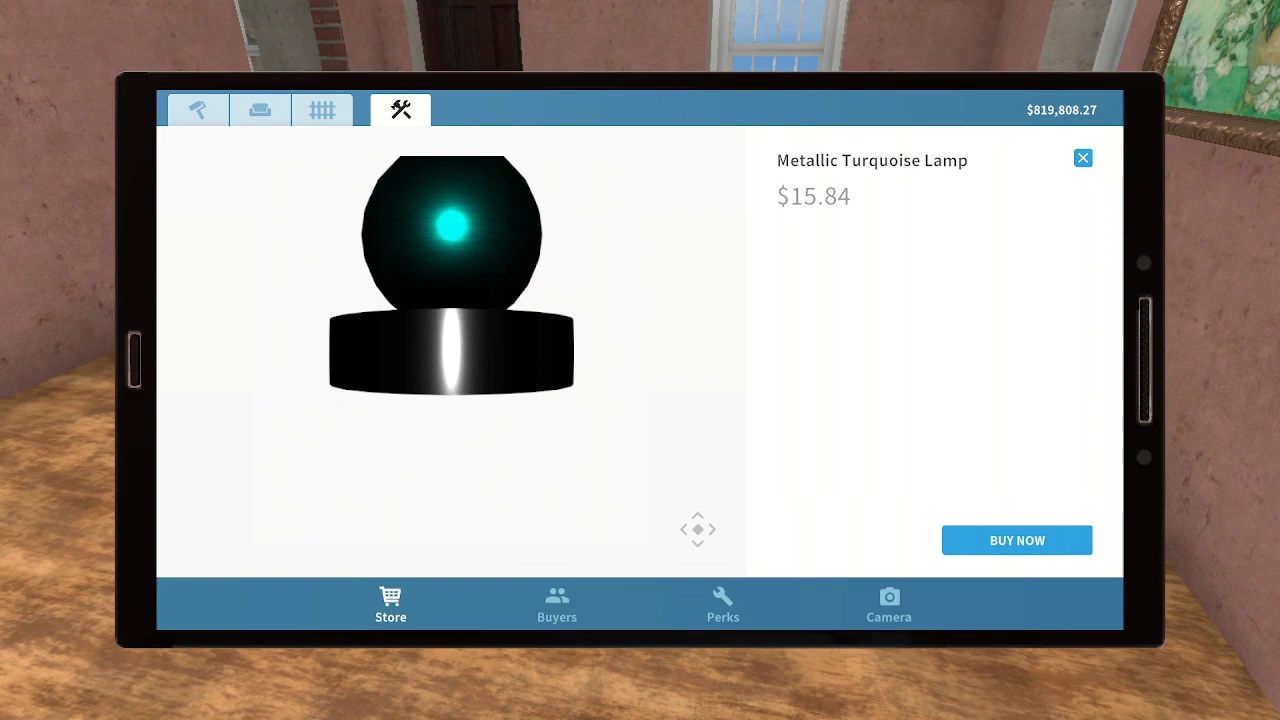 $819,808.27
Metallic Turquoise Lamp
$15.84
BUY NOW
Store
Buyers
Perks
Camera